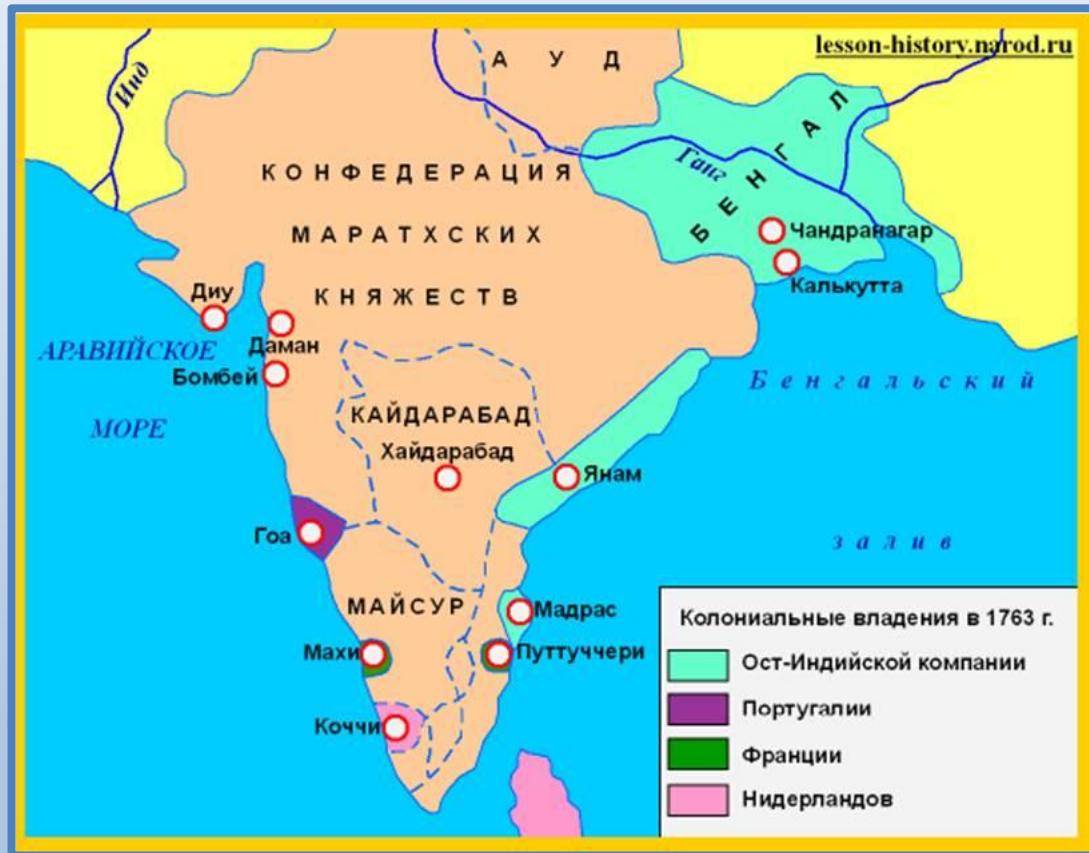 lesson-history.narod.ru
А У Д
Инд
КОНФЕДЕРАЦИЯ
МАРАТХСКИХ
КНЯЖЕСТВ
Ганг
БЕНГАЛ
Чандранагар
Калькутта
Диу
Даман
АРАВИЙСКОЕ
МОРЕ
Бомбей
Бенгальский
залив
КАЙДАРАБАД
Хайдарабад
Янам
Гоа
МАЙСУР
Мадрас
Махи
Путтуччери
Коччи
Колониальные владения в 1763 г.
Ост-Индийской компании
Португалии
Франции
Нидерландов